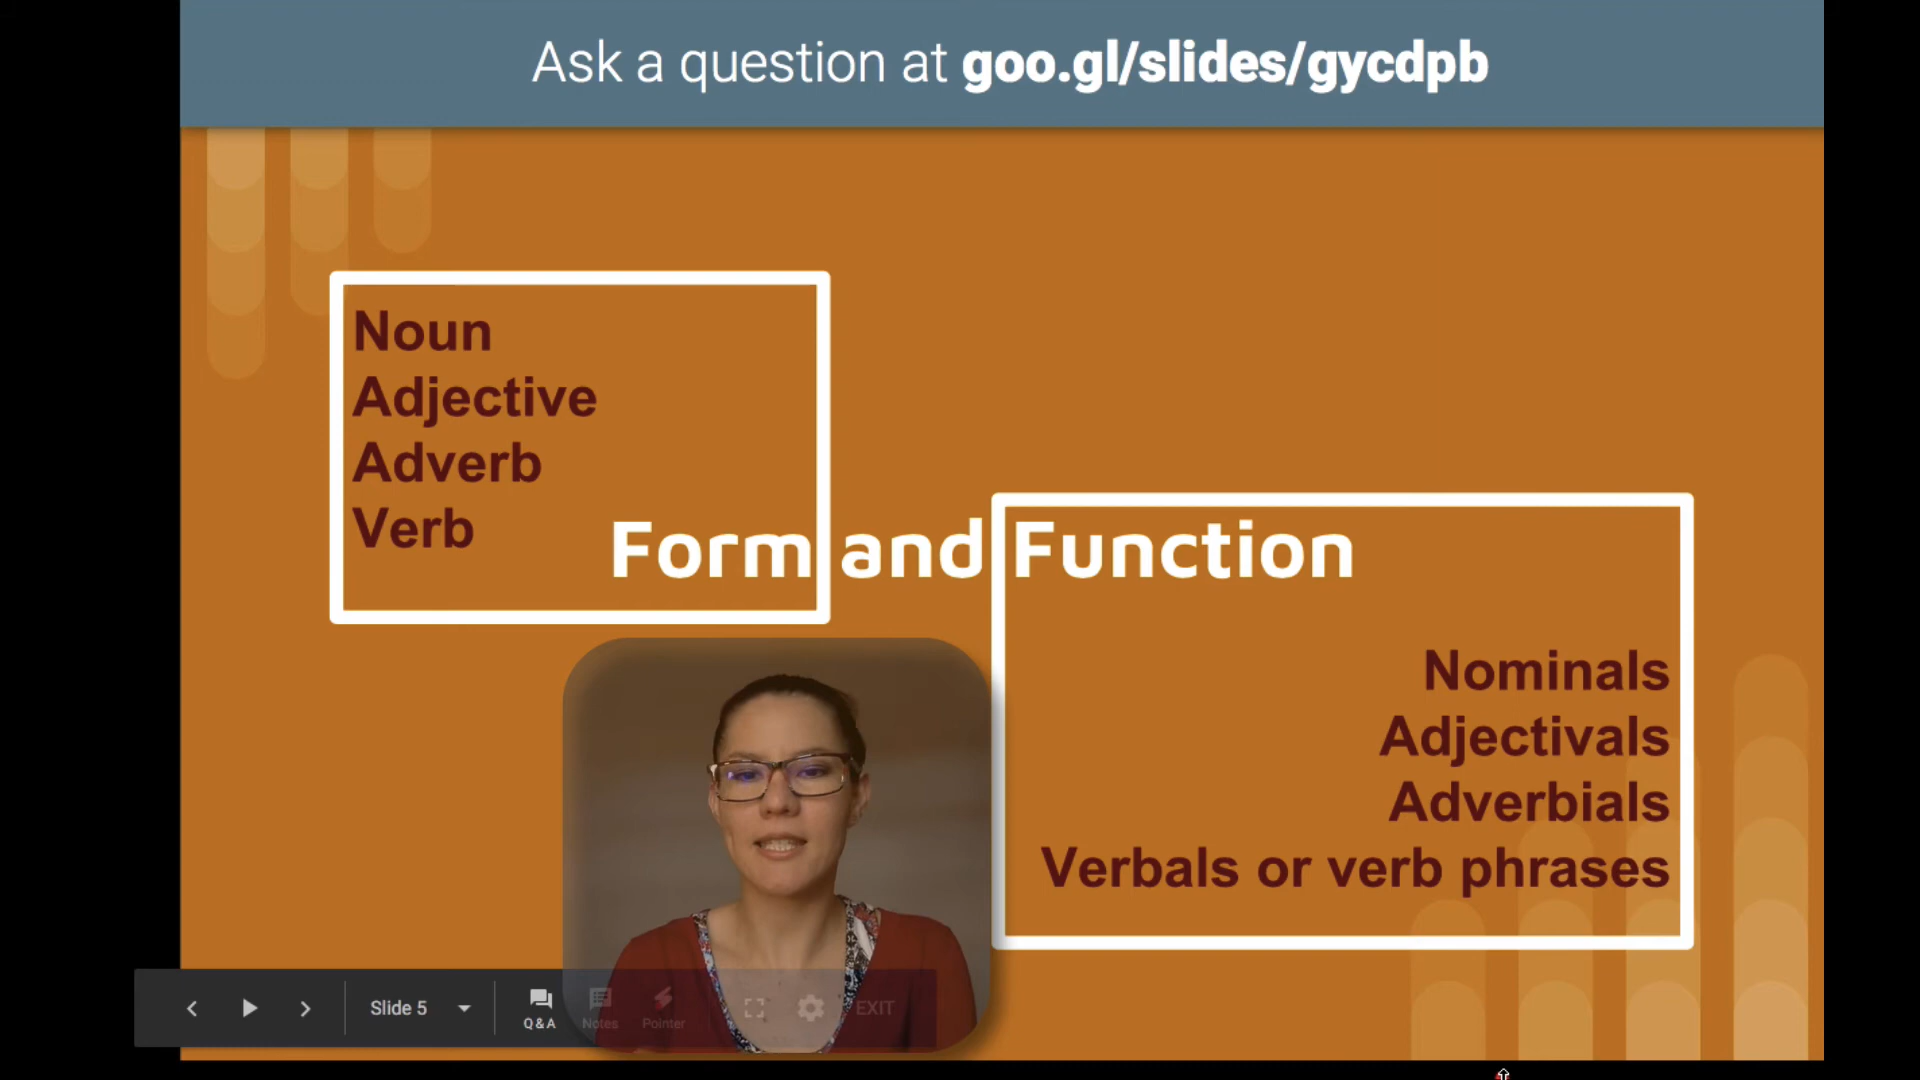 Ask a question at goo.gl/slides/gycdpb
Noun
Adjective
Adverb
Verb
Form and Function
Nominals
Adjectivals
Adverbials
Verbals or verb phrases
Slide 5
Q&A
Notes
Pointer
EXIT